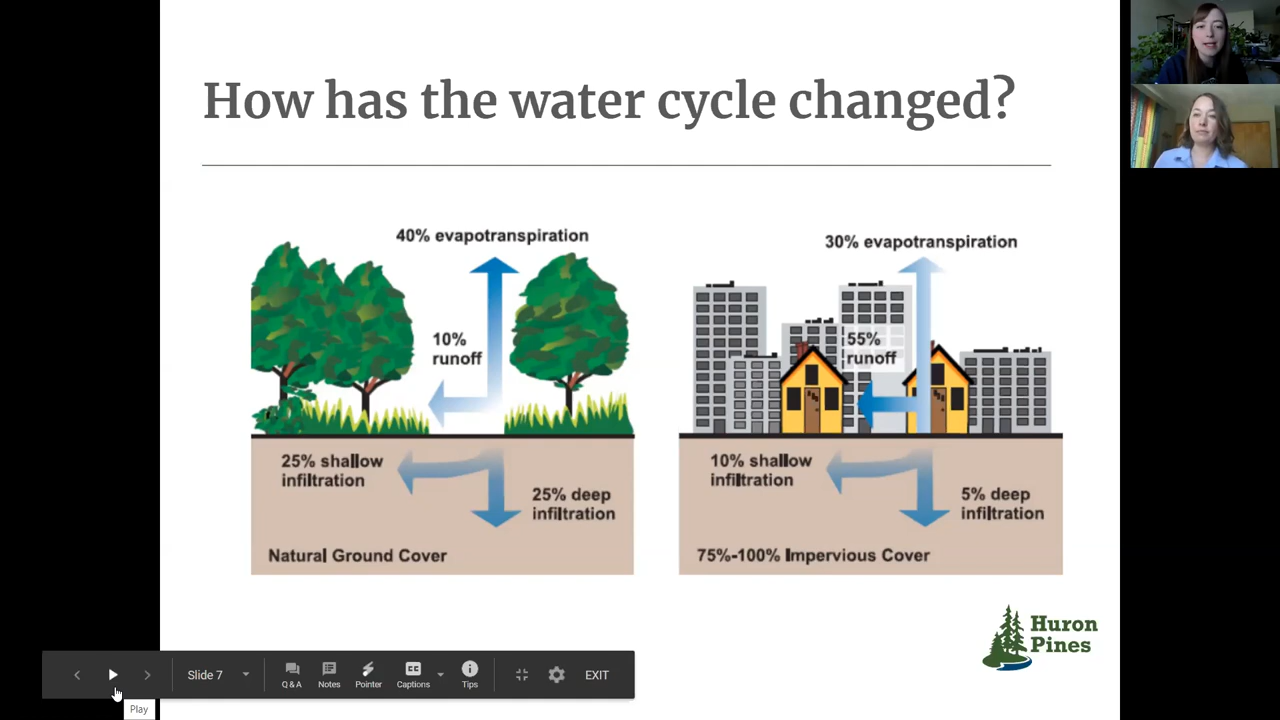 How has the water cycle changed?
40% evapotranspiration
10%
runoff
25% shallow
infiltration
25% deep
infiltration
Natural Ground Cover
30% evapotranspiration
55%
runoff
10% shallow
infiltration
5% deep
infiltration
75%-100% Impervious Cover
Huron
Pines
Slide 7
Q & A
Notes
Pointer
CC
Captions
Tips
EXIT
Play